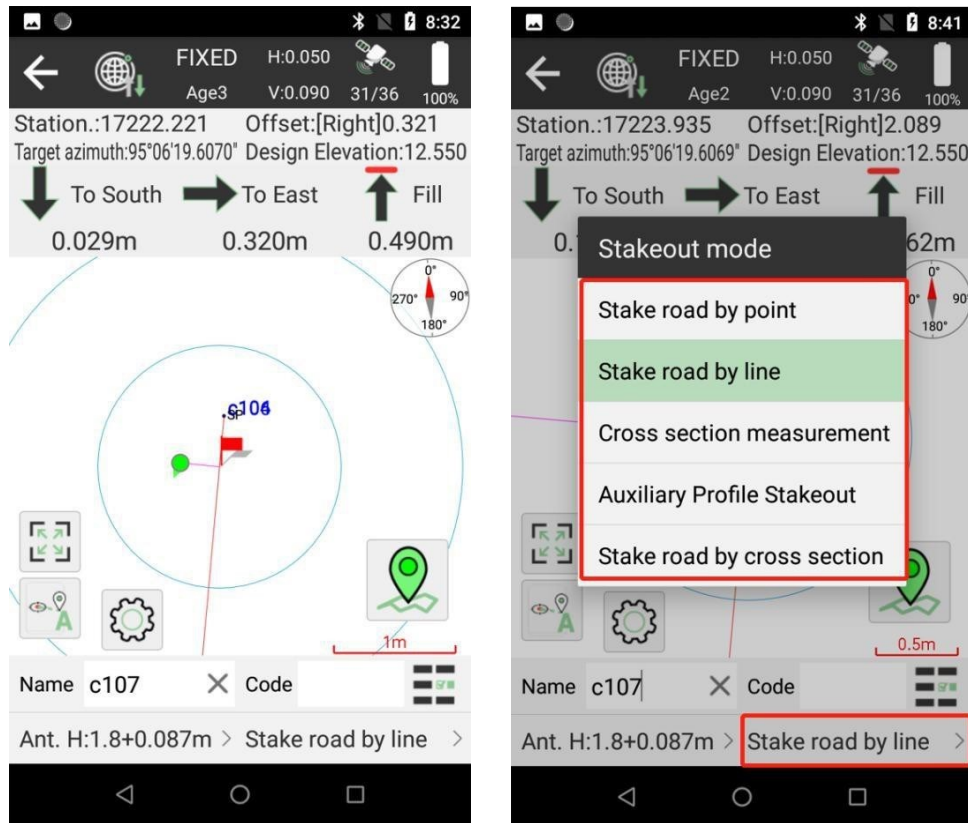 8:32
FIXED H:0.050
Age3 V:0.090 31/36 100%
Station.:17222.221 Offset:[Right]0.321
Target azimuth:95°06'19.6070" Design Elevation:12.550
To South To East Fill
0.029m 0.320m 0.490m
0°
270° 90°
180°
SP
1m
Name c107 Code
Ant. H:1.8+0.087m > Stake road by line >
8:41
FIXED H:0.050
Age2 V:0.090 31/36 100%
Station.:17223.935 Offset:[Right]2.089
Target azimuth:95°06'19.6069" Design Elevation:12.550
To South To East Fill
62m
0°
90
180°
Stakeout mode
Stake road by point
Stake road by line
Cross section measurement
Auxiliary Profile Stakeout
Stake road by cross section
A
0.5m
Name c107 Code
Ant. H:1.8+0.087m > Stake road by line >